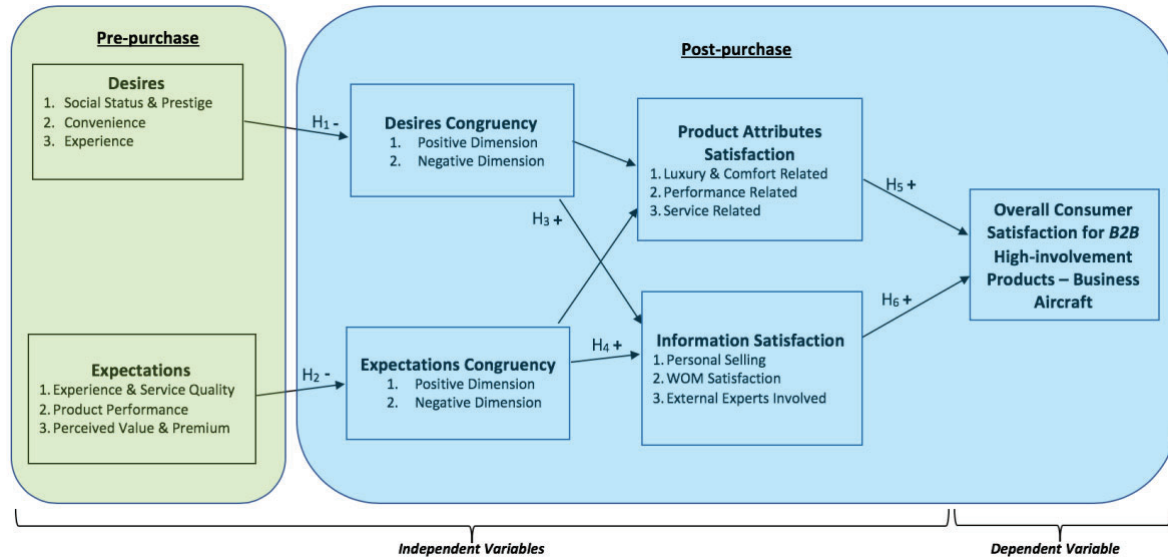 Pre-purchase
Desires
1. Social Status & Prestige
2. Convenience
3. Experience
Expectations
1. Experience & Service Quality
2. Product Performance
3. Perceived Value & Premium
H1 -
H2 -
Post-purchase
Desires Congruency
1. Positive Dimension
2. Negative Dimension
Expectations Congruency
1. Positive Dimension
2. Negative Dimension
H3 +
H4 +
Product Attributes
Satisfaction
1. Luxury & Comfort Related
2. Performance Related
3. Service Related
Information Satisfaction
1. Personal Selling
2. WOM Satisfaction
3. External Experts Involved
H5 +
H6 +
Overall Consumer
Satisfaction for B2B
High-involvement
Products – Business
Aircraft
Independent Variables
Dependent Variable